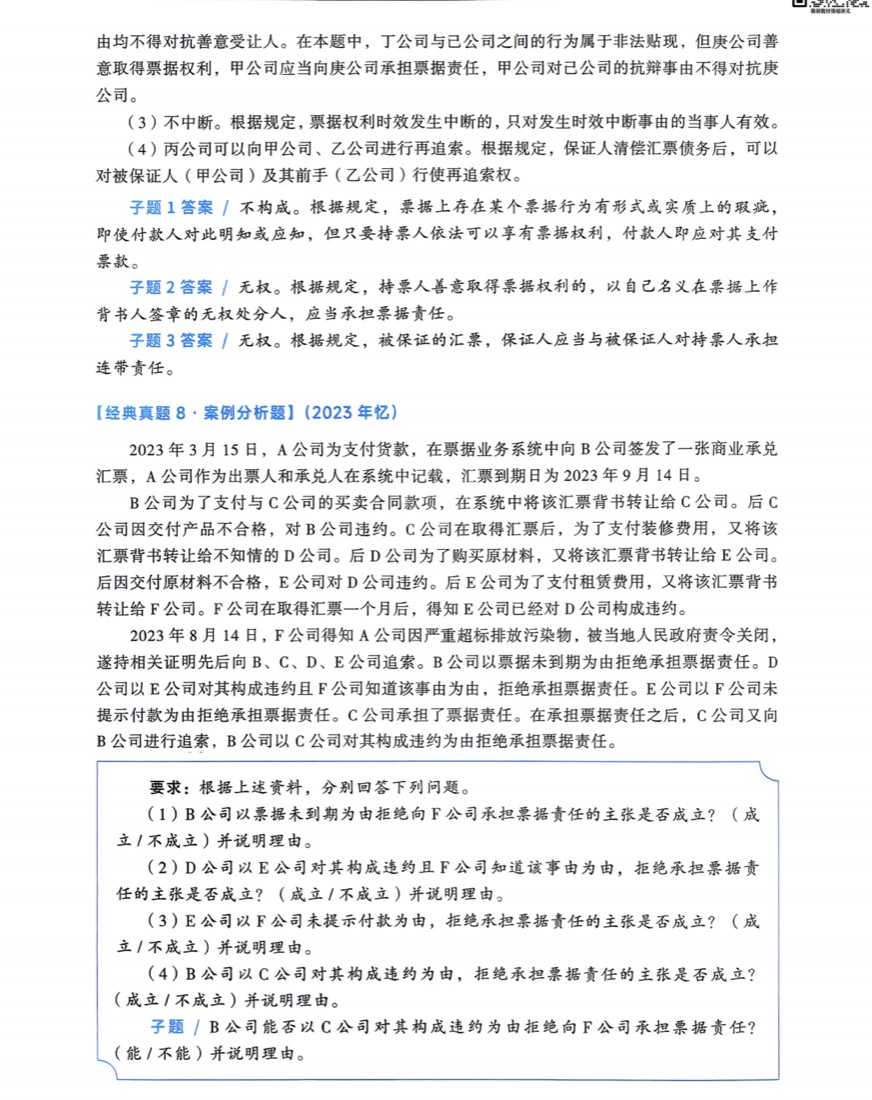 由均不得对抗善意受让人。在本题中，丁公司与己公司之间的行为属于非法贴现，但庚公司善
意取得票据权利，甲公司应当向庚公司承担票据责任，甲公司对己公司的抗辩事由不得对抗庚
公司。
（3）不中断。根据规定，票据权利时效发生中断的，只对发生时效中断事由的当事人有效。
（4）丙公司可以向甲公司、乙公司进行再追索。根据规定，保证人清偿汇票债务后，可以
对被保证人（甲公司）及其前手（乙公司）行使再追索权。
子题 1 答案 / 不构成。根据规定，票据上存在某个票据行为有形式或实质上的瑕疵，
即使付款人对此明知或应知，但只要持票人依法可以享有票据权利，付款人即应对其支付
票款。
子题 2 答案 / 无权。根据规定，持票人善意取得票据权利的，以自己名义在票据上作
背书人签章的无权处分人，应当承担票据责任。
子题 3 答案 / 无权。根据规定，被保证的汇票，保证人应当与被保证人对持票人承担
连带责任。
【经典真题 8 · 案例分析题】（2023 年忆）
2023 年 3 月 15 日，A 公司为支付货款，在票据业务系统中向 B 公司签发了一张商业承兑
汇票，A 公司作为出票人和承兑人在系统中记载，汇票到期日为 2023 年 9 月 14 日。
B 公司为了支付与 C 公司的买卖合同款项，在系统中将该汇票背书转让给 C 公司。后 C
公司因交付产品不合格，对 B 公司违约。C 公司在取得汇票后，为了支付装修费用，又将该
汇票背书转让给不知情的 D 公司。后 D 公司为了购买原材料，又将该汇票背书转让给 E 公司。
后因交付原材料不合格，E 公司对 D 公司违约。后 E 公司为了支付租赁费用，又将该汇票背书
转让给 F 公司。F 公司在取得汇票一个月后，得知 E 公司已经对 D 公司构成违约。
2023 年 8 月 14 日，F 公司得知 A 公司因严重超标排放污染物，被当地人民政府责令关闭，
遂持相关证明先后向 B、C、D、E 公司追索。B 公司以票据未到期为由拒绝承担票据责任。D
公司以 E 公司对其构成违约且 F 公司知道该事由为由，拒绝承担票据责任。E 公司以 F 公司未
提示付款为由拒绝承担票据责任。C 公司承担了票据责任。在承担票据责任之后，C 公司又向
B 公司进行追索，B 公司以 C 公司对其构成违约为由拒绝承担票据责任。
要求：根据上述资料，分别回答下列问题。
（1）B 公司以票据未到期为由拒绝向 F 公司承担票据责任的主张是否成立？（成
立 / 不成立）并说明理由。
（2）D 公司以 E 公司对其构成违约且 F 公司知道该事由为由，拒绝承担票据责
任的主张是否成立？（成立 / 不成立）并说明理由。
（3）E 公司以 F 公司未提示付款为由，拒绝承担票据责任的主张是否成立？（成
立 / 不成立）并说明理由。
（4）B 公司以 C 公司对其构成违约为由，拒绝承担票据责任的主张是否成立？
（成立 / 不成立）并说明理由。
子题 / B 公司能否以 C 公司对其构成违约为由拒绝向 F 公司承担票据责任？
（能 / 不能）并说明理由。